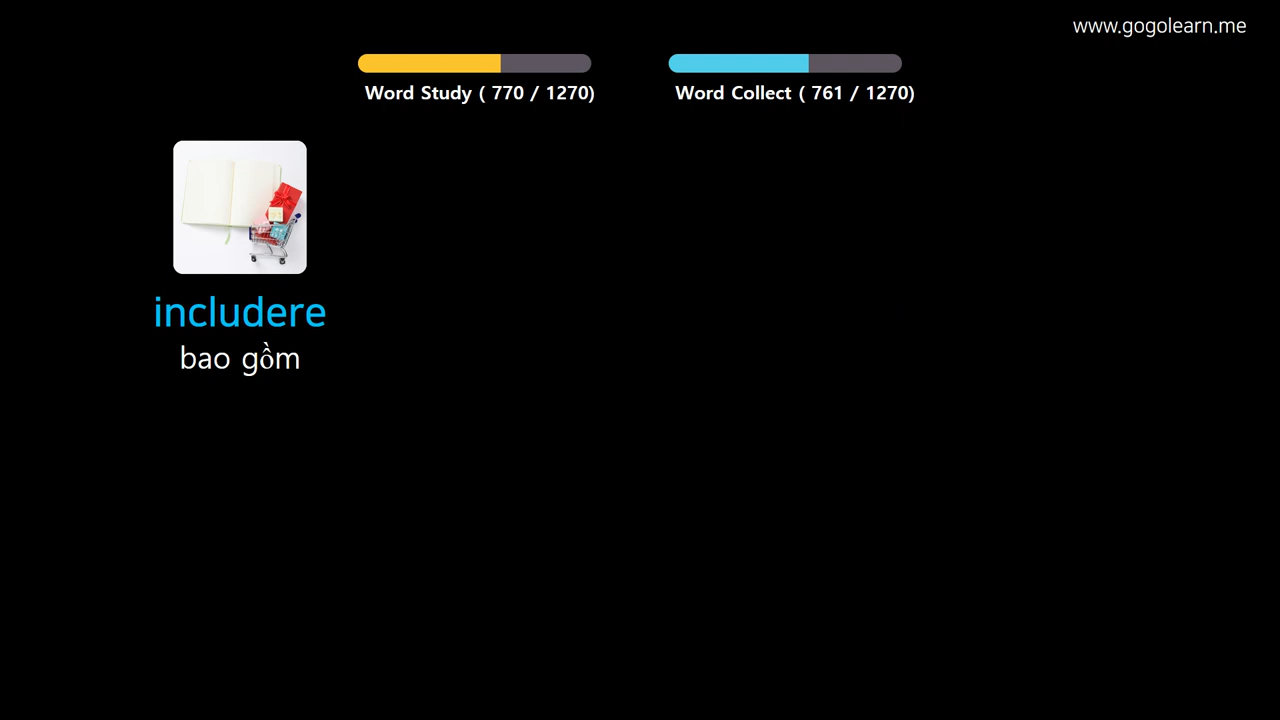 www.gogolearn.me
Word Study ( 770 / 1270)
Word Collect ( 761 / 1270)
includere
bao gồm